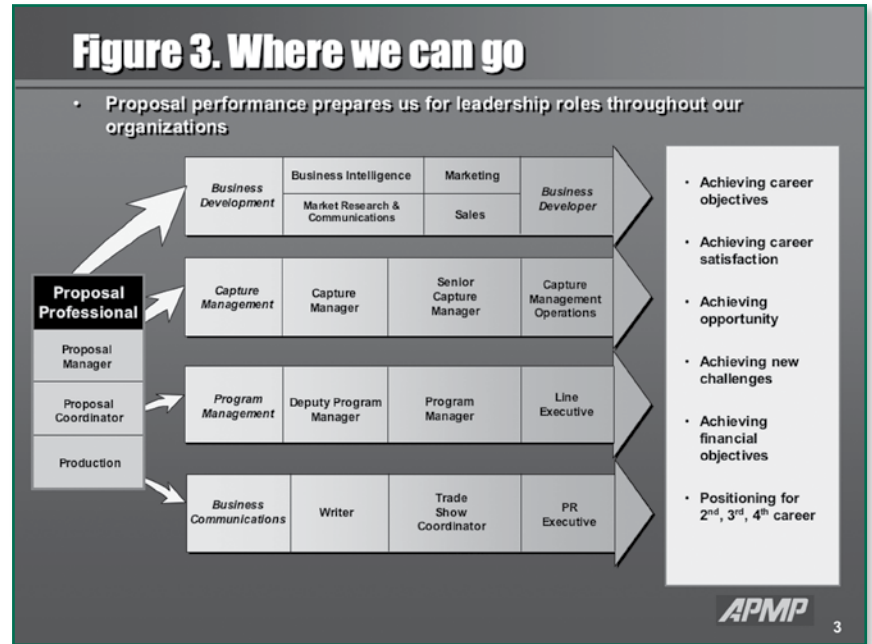 Figure 3. Where we can go
• Proposal performance prepares us for leadership roles throughout our
organizations
Proposal
Professional
Proposal
Manager
Proposal
Coordinator
Production
Business
Development
Business Intelligence
Marketing
Market Research &
Communications
Sales
Business
Developer
Capture
Management
Capture
Manager
Senior
Capture
Manager
Capture
Management
Operations
Program
Management
Deputy Program
Manager
Program
Manager
Line
Executive
Business
Communications
Writer
Trade
Show
Coordinator
PR
Executive
• Achieving career
objectives
• Achieving career
satisfaction
• Achieving
opportunity
• Achieving new
challenges
• Achieving
financial
objectives
• Positioning for
2nd, 3rd, 4th career
APMP
3